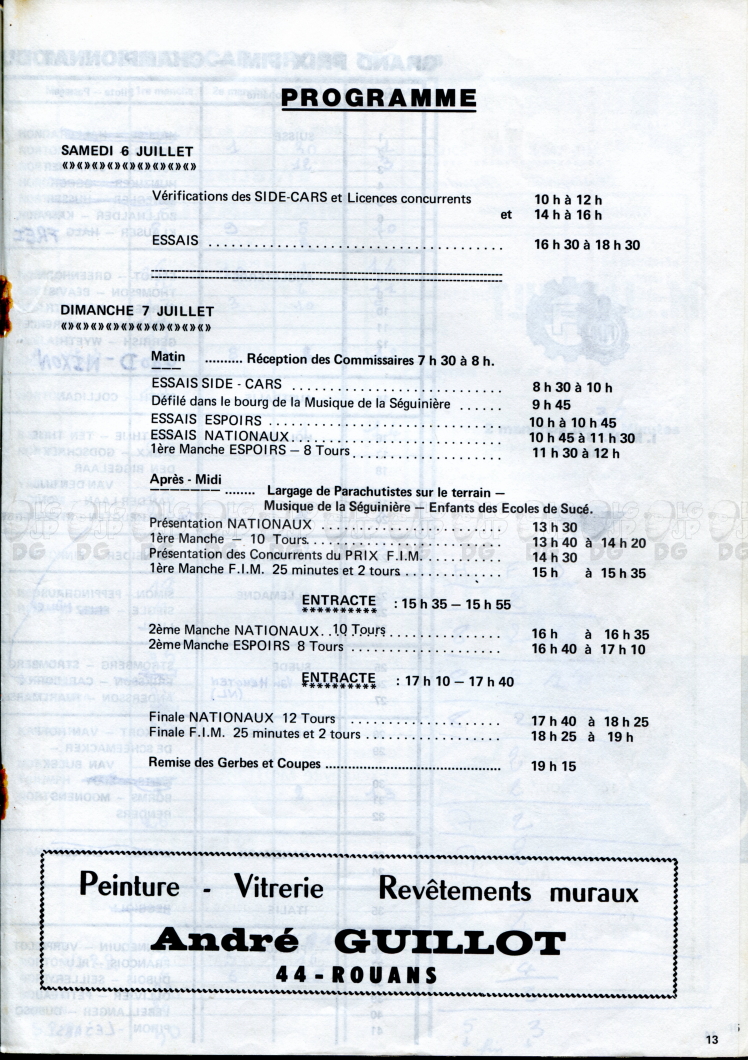 PROGRAMME
SAMEDI 6 JUILLET
«»«»«»«»«»«»«»«»«»
Vérifications des SIDE-CARS et Licences concurrents 10 h à 12 h
et 14 h à 16 h
ESSAIS ...................................... 16 h 30 à 18 h 30
DIMANCHE 7 JUILLET
«»«»«»«»«»«»«»«»«»«»
Matin .......... Réception des Commissaires 7 h 30 à 8 h.
ESSAIS SIDE - CARS ............................ 8 h 30 à 10 h
Défilé dans le bourg de la Musique de la Séguinière ...... 9 h 45
ESSAIS ESPOIRS ............................... 10 h à 10 h 45
ESSAIS NATIONAUX............................ 10 h 45 à 11 h 30
1ère Manche ESPOIRS – 8 Tours.................... 11 h 30 à 12 h
Après - Midi
........ Largage de Parachutistes sur le terrain –
Musique de la Séguinière – Enfants des Ecoles de Sucé.
Présentation NATIONAUX ........................ 13 h 30
1ère Manche – 10 Tours.......................... 13 h 40 à 14 h 20
Présentation des Concurrents du PRIX F.I.M. .......... 14 h 30
1ère Manche F.I.M. 25 minutes et 2 tours ............. 15 h à 15 h 35
ENTRACTE : 15 h 35 – 15 h 55
**********
2ème Manche NATIONAUX...10 Tours ............... 16 h à 16 h 35
2ème Manche ESPOIRS 8 Tours .................... 16 h 40 à 17 h 10
ENTRACTE : 17 h 10 – 17 h 40
**********
Finale NATIONAUX 12 Tours .................... 17 h 40 à 18 h 25
Finale F.I.M. 25 minutes et 2 tours .................. 18 h 25 à 19 h
Remise des Gerbes et Coupes .................................................. 19 h 15
Peinture - Vitrerie Revêtements muraux
André GUILLOT
44 - ROUANS
13